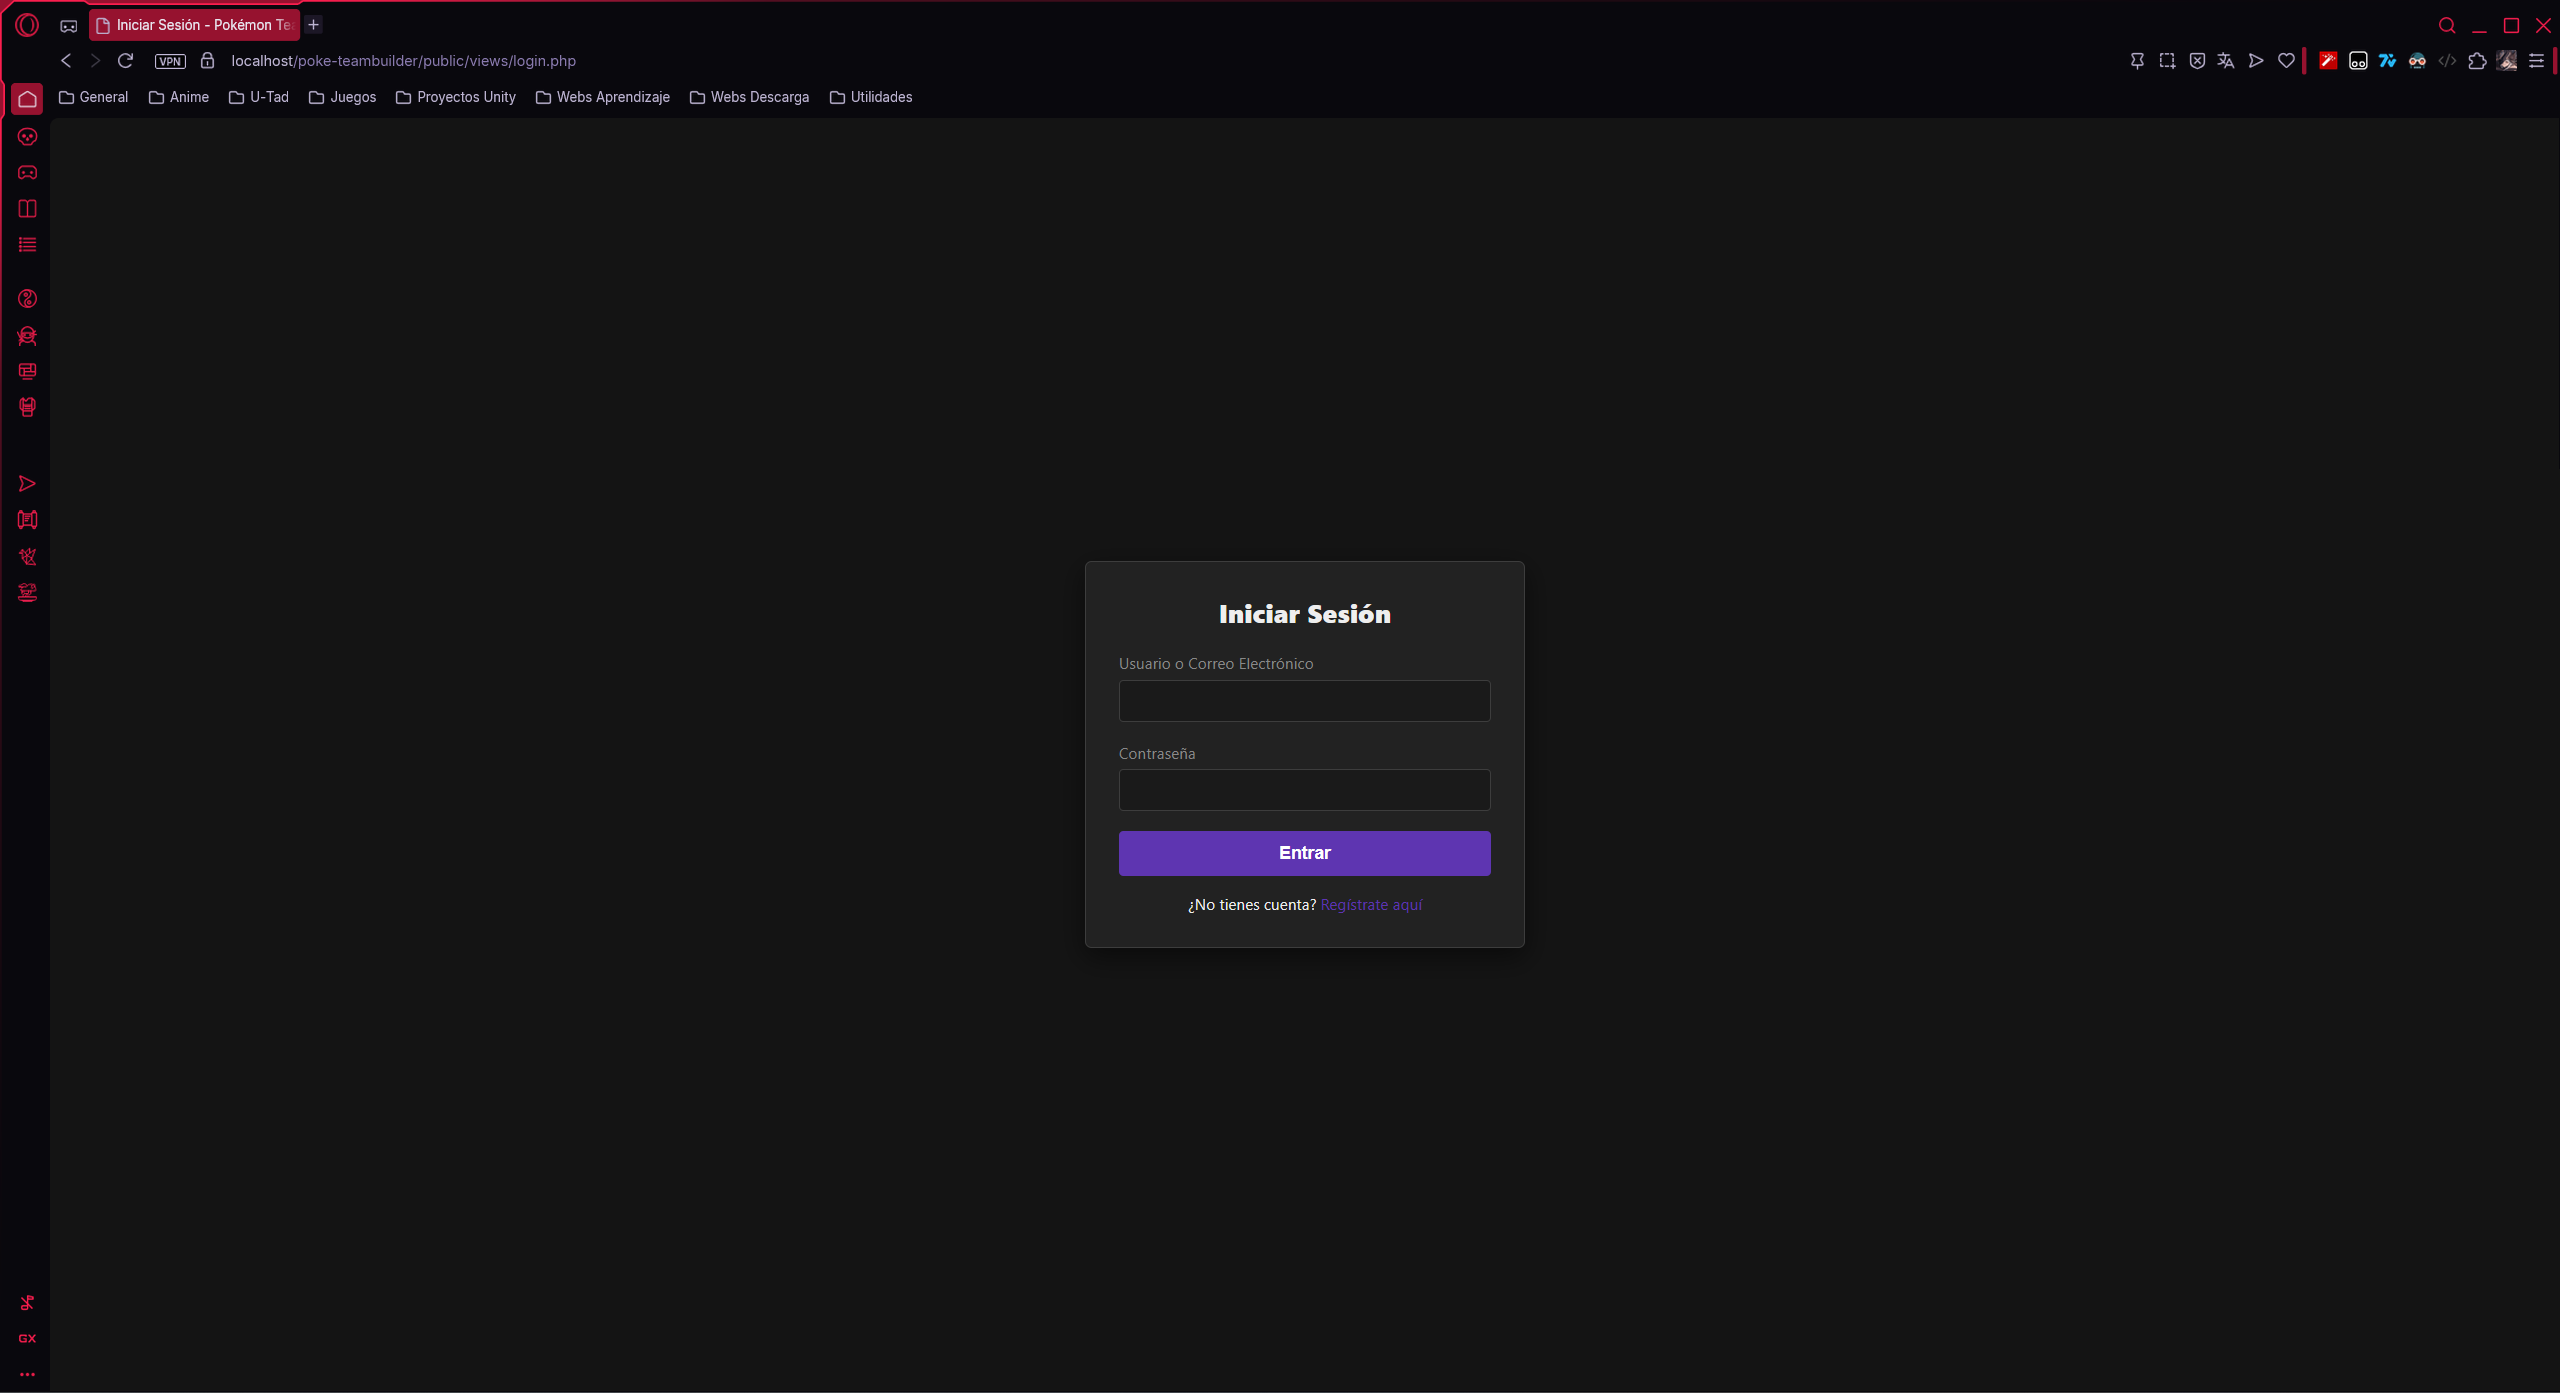 Iniciar Sesión - Pokémon Te
VPN
localhost/poke-teambuilder/public/views/login.php
General
Anime
U-Tad
Juegos
Proyectos Unity
Webs Aprendizaje
Webs Descarga
Utilidades
Iniciar Sesión
Usuario o Correo Electrónico
Contraseña
Entrar
¿No tienes cuenta? Regístrate aquí
GX